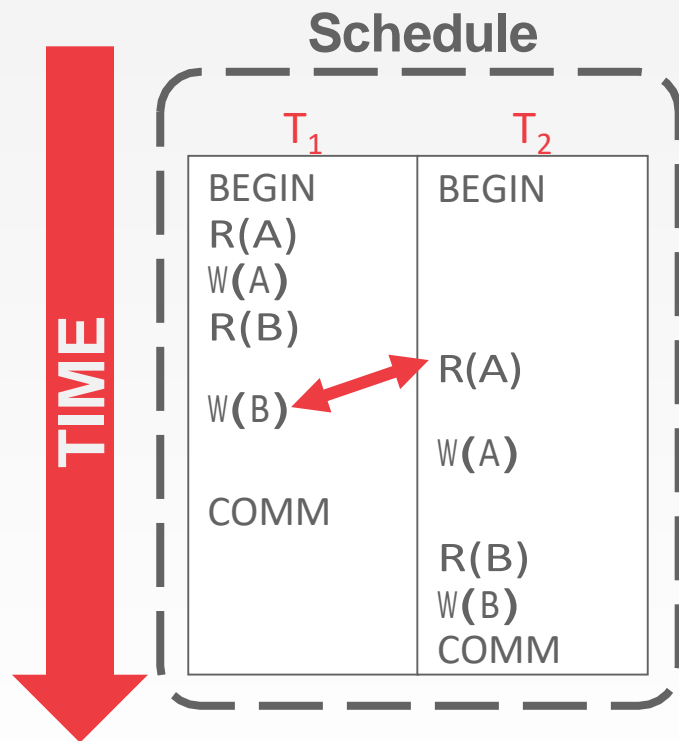 Schedule
TIME
T₁ T₂
BEGIN BEGIN
R(A)
W(A)
R(B)
R(A)
W(B)
W(A)
COMM
R(B)
W(B)
COMM